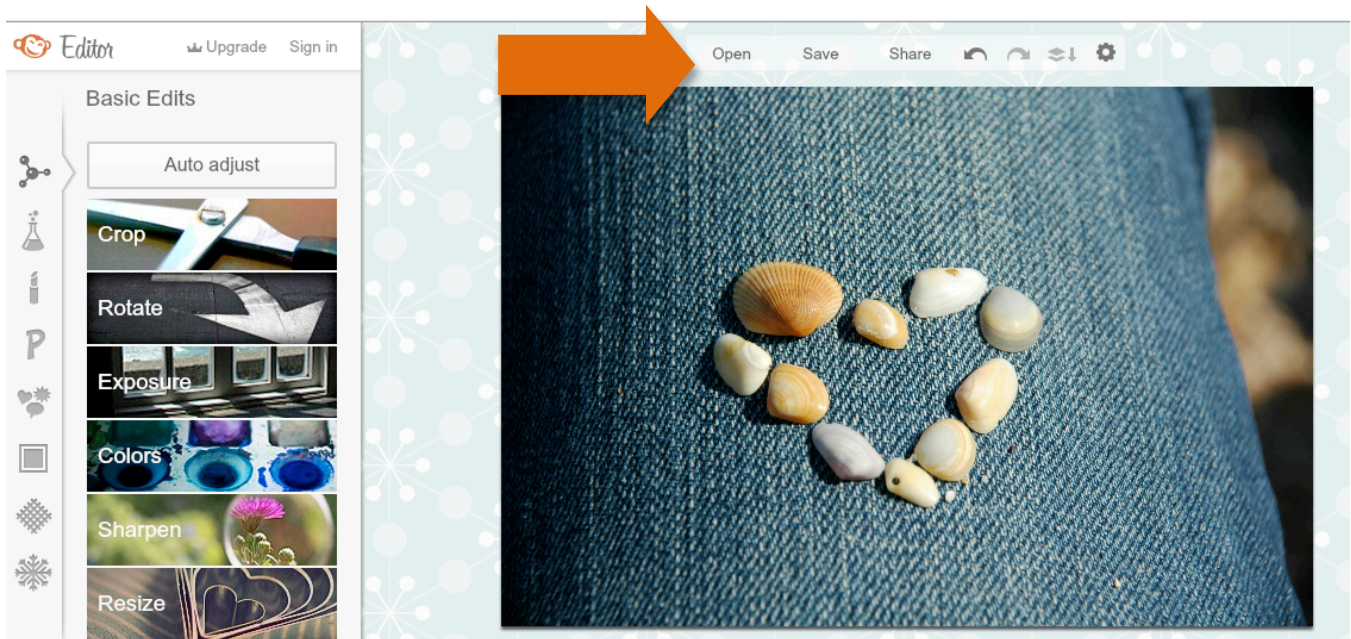 Editor
Upgrade
Sign in
Open
Save
Share
Basic Edits
Auto adjust
Crop
Rotate
Exposure
Colors
Sharpen
Resize
P